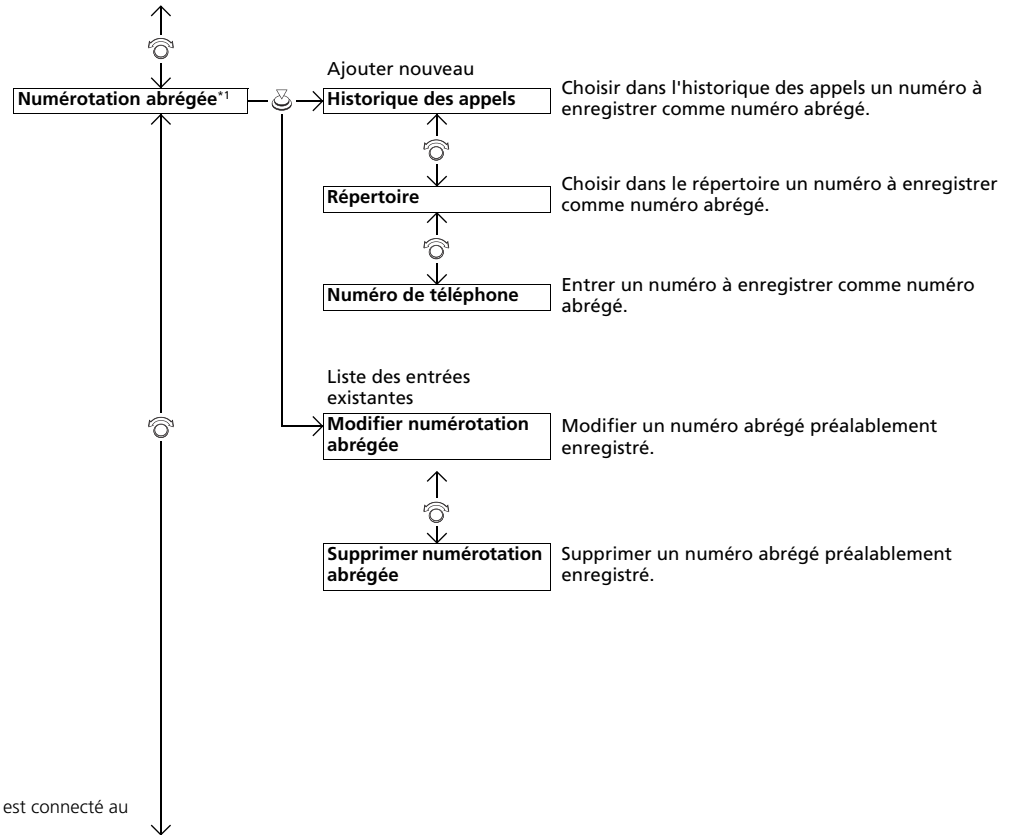 Ajouter nouveau
Numérotation abrégée*1
Historique des appels
Choisir dans l'historique des appels un numéro à
enregistrer comme numéro abrégé.
Répertoire
Choisir dans le répertoire un numéro à enregistrer
comme numéro abrégé.
Numéro de téléphone
Entrer un numéro à enregistrer comme numéro
abrégé.
Liste des entrées
existantes
Modifier numérotation
abrégée
Modifier un numéro abrégé préalablement
enregistré.
Supprimer numérotation
abrégée
Supprimer un numéro abrégé préalablement
enregistré.
est connecté au